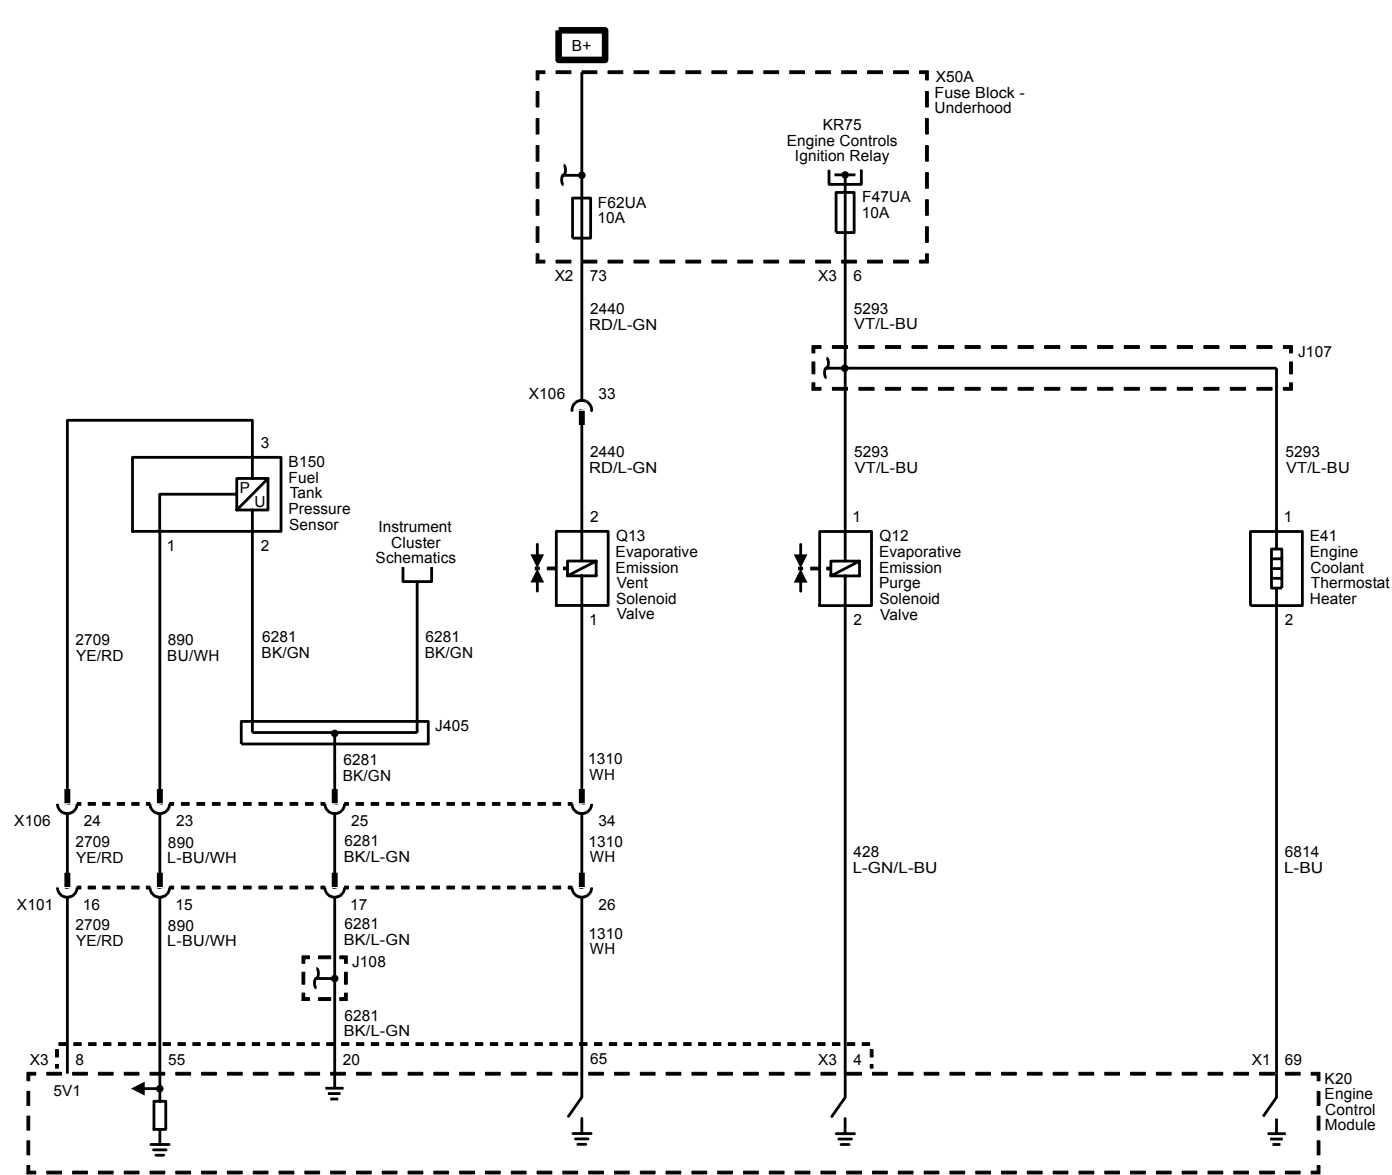 B+
X50A
Fuse Block -
Underhood
KR75
Engine Controls
Ignition Relay
F62UA
10A
F47UA
10A
X2 73
X3 6
2440
RD/L-GN
5293
VT/L-BU
J107
X106 33
2440
RD/L-GN
5293
VT/L-BU
5293
VT/L-BU
3
B150
Fuel
Tank
Pressure
Sensor
P
U
1
2
Instrument
Cluster
Schematics
2
Q13
Evaporative
Emission
Vent
Solenoid
Valve
1
1
Q12
Evaporative
Emission
Purge
Solenoid
Valve
2
1
E41
Engine
Coolant
Thermostat
Heater
2
2709
YE/RD
890
BU/WH
6281
BK/GN
6281
BK/GN
J405
6281
BK/GN
1310
WH
X106 24 23 25 34
2709
YE/RD
890
L-BU/WH
6281
BK/L-GN
1310
WH
428
L-GN/L-BU
6814
L-BU
X101 16 15 17 26
2709
YE/RD
890
L-BU/WH
6281
BK/L-GN
1310
WH
J108
6281
BK/L-GN
X3 8 55 20 65 X3 4 X1 69
5V1
K20
Engine
Control
Module